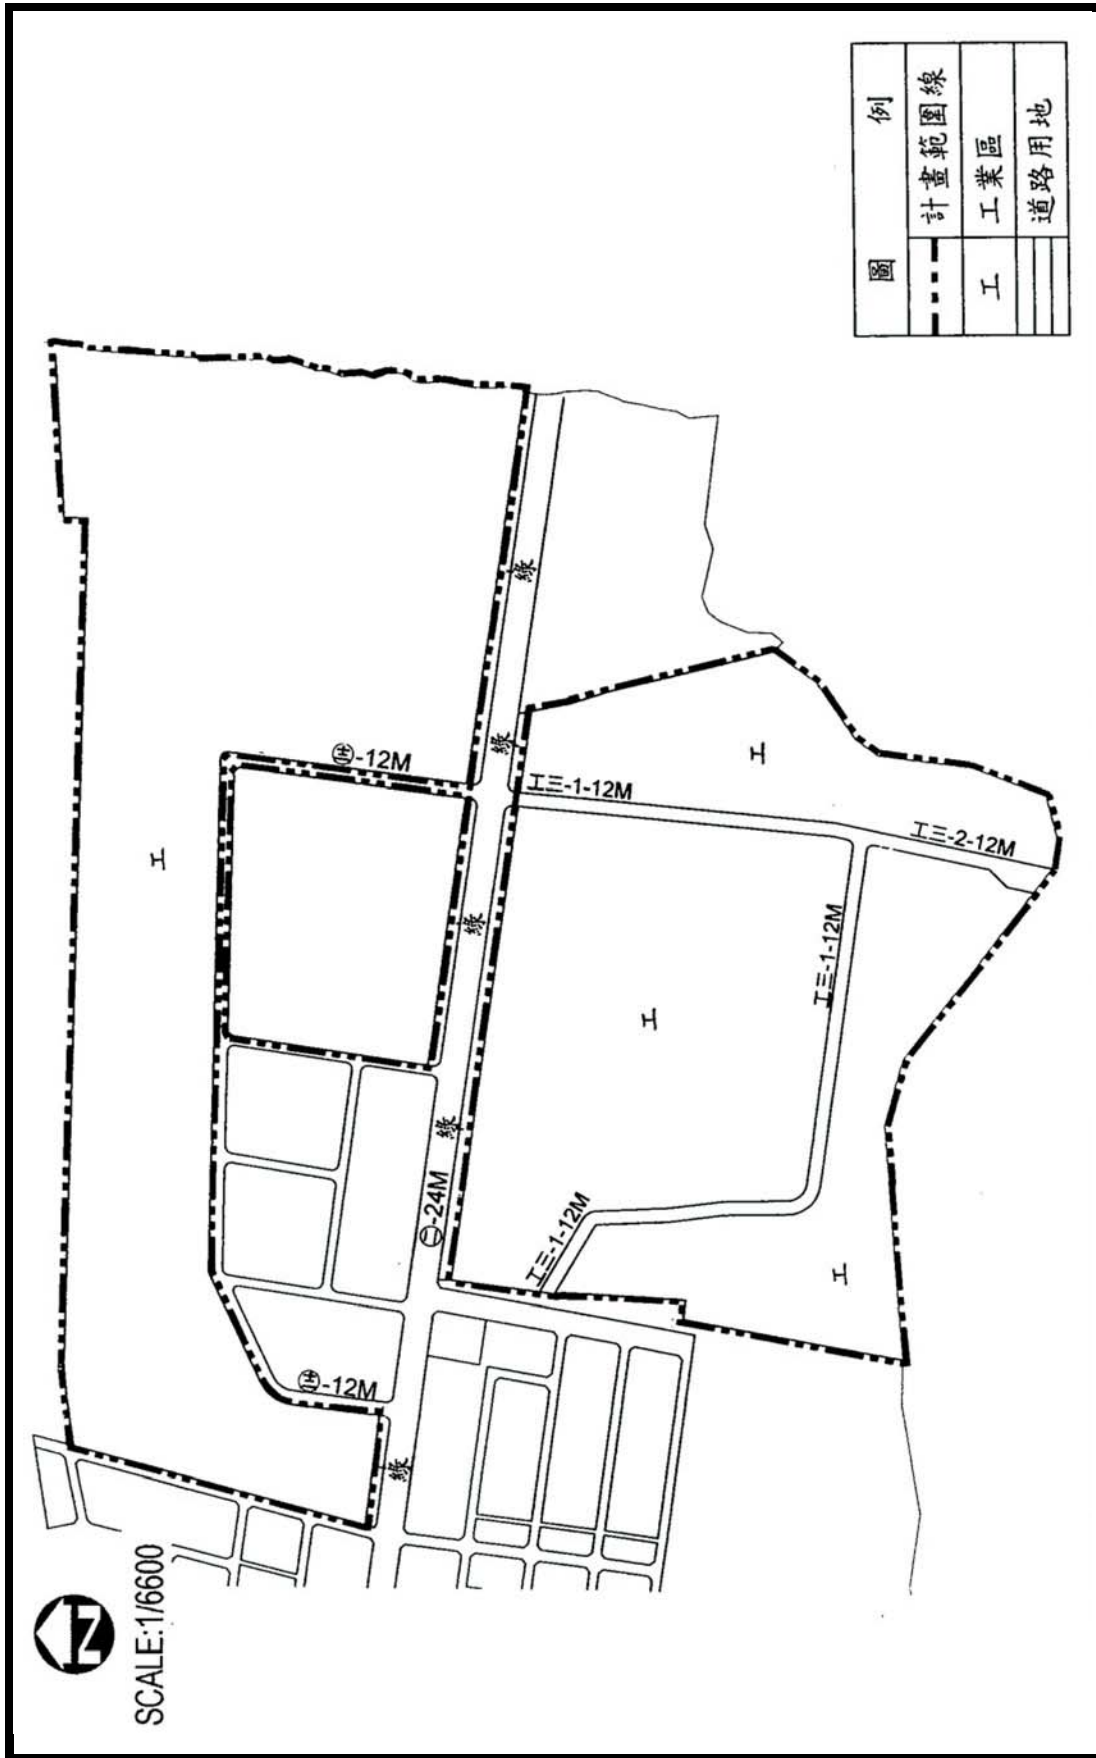 N
SCALE:1/6600
工
-12M
-12M
綠
-24M
綠
綠
綠
綠
工三-1-12M
工三-1-12M
工
工
工三-1-12M
工
工三-2-12M
圖 例
計畫範圍線
工 工業區
道路用地